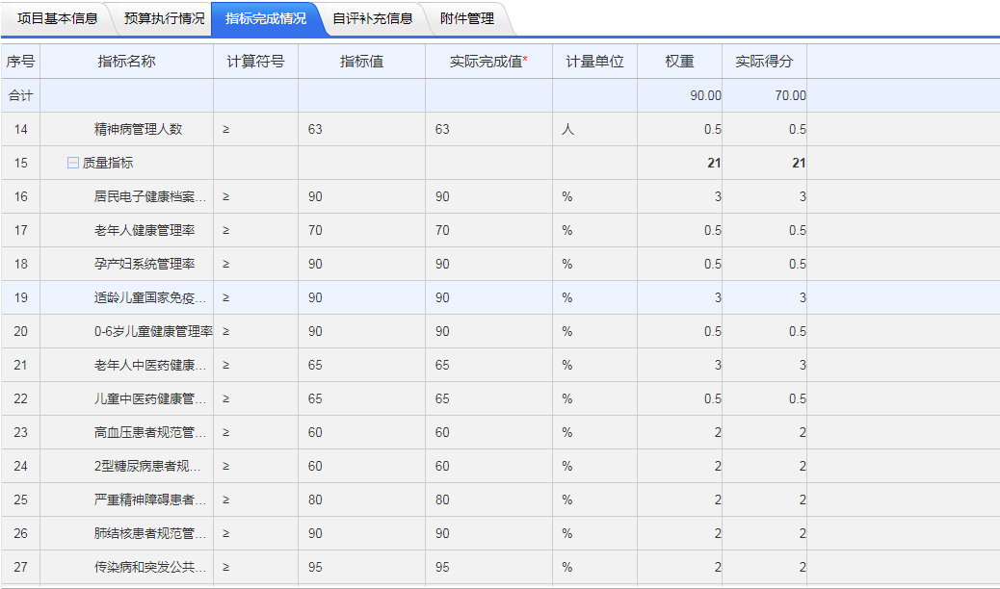 项目基本信息 预算执行情况 指标完成情况 自评补充信息 附件管理
序号 指标名称 计算符号 指标值 实际完成值* 计量单位 权重 实际得分
合计 90.00 70.00
14 精神病管理人数 ≥ 63 63 人 0.5 0.5
15 质量指标 21 21
16 居民电子健康档案... ≥ 90 90 % 3 3
17 老年人健康管理率 ≥ 70 70 % 0.5 0.5
18 孕产妇系统管理率 ≥ 90 90 % 0.5 0.5
19 适龄儿童国家免疫... ≥ 90 90 % 3 3
20 0-6岁儿童健康管理率 ≥ 90 90 % 0.5 0.5
21 老年人中医药健康... ≥ 65 65 % 3 3
22 儿童中医药健康管... ≥ 65 65 % 0.5 0.5
23 高血压患者规范管... ≥ 60 60 % 2 2
24 2型糖尿病患者规... ≥ 60 60 % 2 2
25 严重精神障碍患者... ≥ 80 80 % 2 2
26 肺结核患者规范管... ≥ 90 90 % 2 2
27 传染病和突发公共... ≥ 95 95 % 2 2